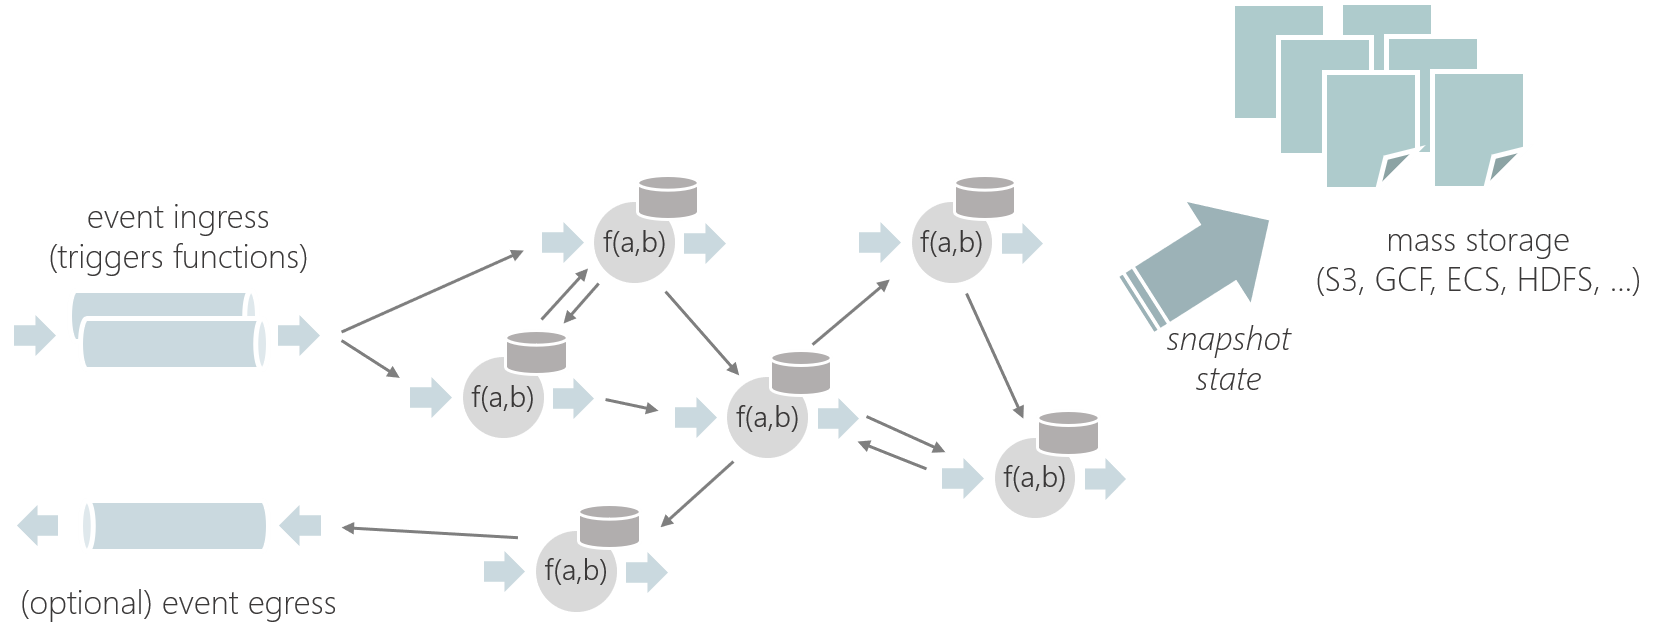 event ingress
(triggers functions)
f(a,b)
f(a,b)
f(a,b)
f(a,b)
f(a,b)
f(a,b)
(optional) event egress
mass storage
(S3, GCF, ECS, HDFS, ...)
snapshot
state